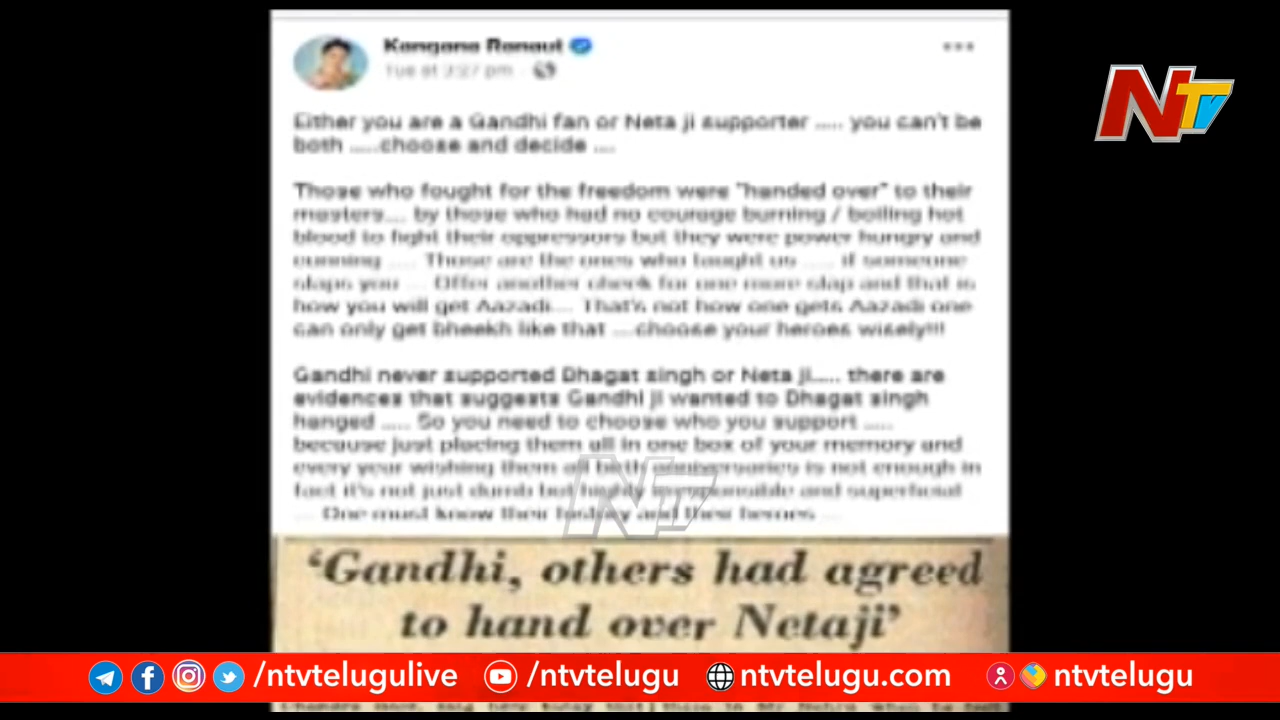 Kangana Ranaut
Tue at 3:27 pm
NTV
Either you are a Gandhi fan or Neta ji supporter ..... you can't be
both .....choose and decide ....
Those who fought for the freedom were "handed over" to their
masters.... by those who had no courage burning / boiling hot
blood to fight their oppressors but they were power hungry and
cunning .... Those are the ones who taught us ..... if someone
slaps you ... Offer another cheek for one more slap and that is
how you will get Aazadi.... That's not how one gets Aazadi one
can only get bheekh like that ....choose your heroes wisely!!!
Gandhi never supported Bhagat singh or Neta ji..... there are
evidences that suggests Gandhi ji wanted to Bhagat singh
hanged ..... So you need to choose who you support .....
because just placing them all in one box of your memory and
every year wishing them all birth anniversaries is not enough in
fact it's not just dumb but highly irresponsible and superficial
... One must know their history and their heroes ...
NTV
'Gandhi, others had agreed
to hand over Netaji'
/ntvtelugulive /ntvtelugu ntvtelugu.com ntvtelugu